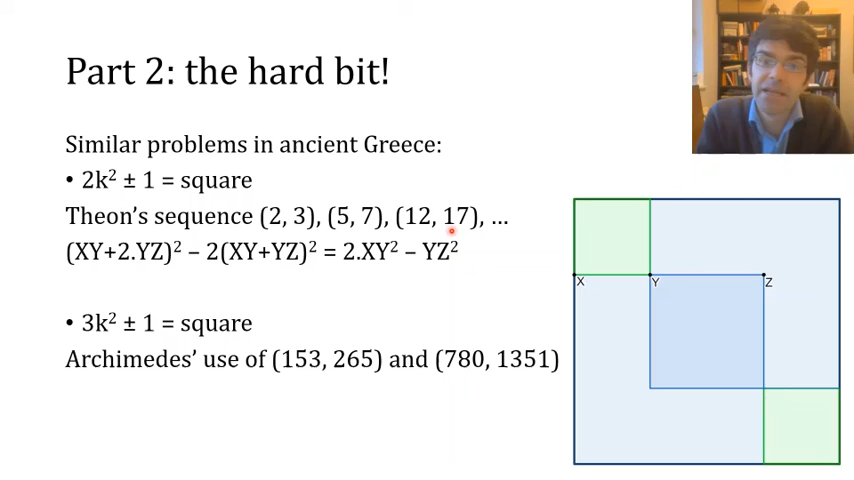 Part 2: the hard bit!
Similar problems in ancient Greece:
• 2k² ± 1 = square
Theon’s sequence (2, 3), (5, 7), (12, 17), …
(XY+2.YZ)² – 2(XY+YZ)² = 2.XY² – YZ²
• 3k² ± 1 = square
Archimedes’ use of (153, 265) and (780, 1351)
X Y Z